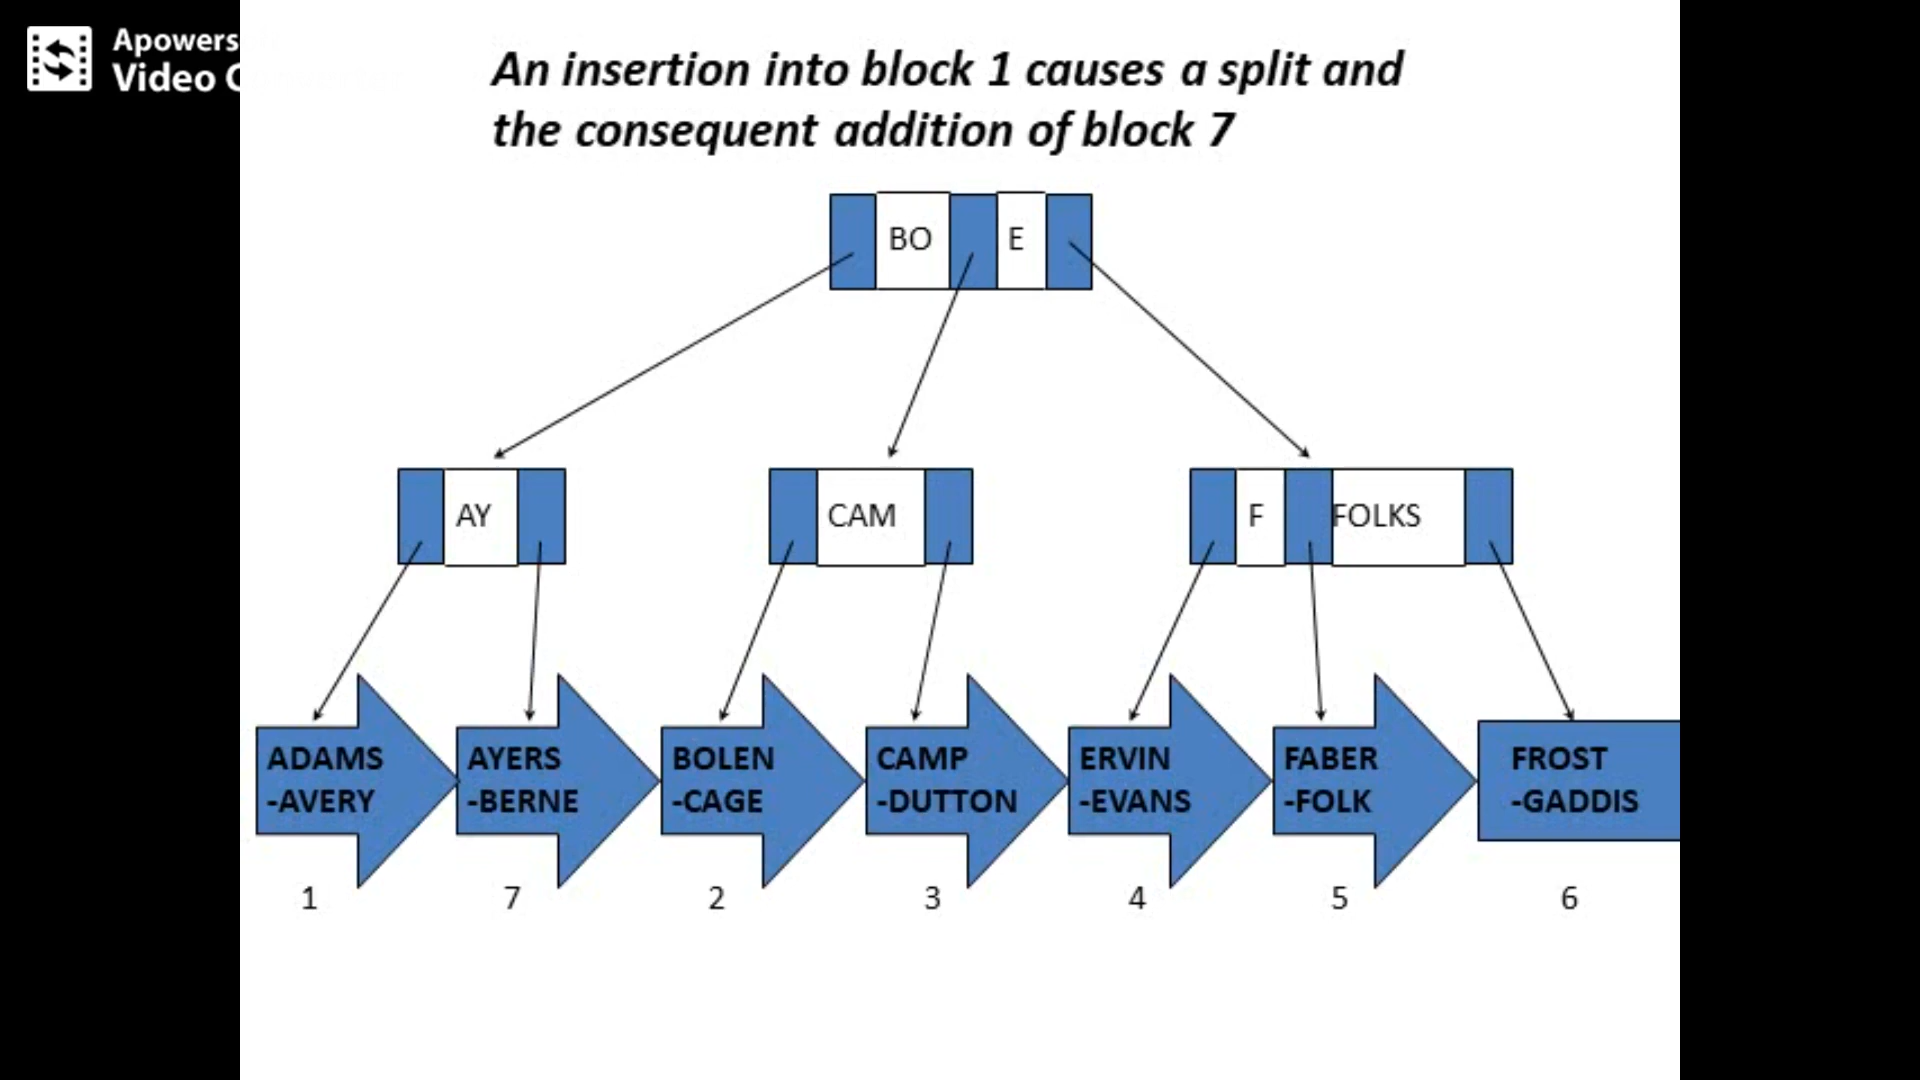 Apowers
Video C
An insertion into block 1 causes a split and
the consequent addition of block 7
BO E
AY CAM F FOLKS
ADAMS AYERS BOLEN CAMP ERVIN FABER FROST
-AVERY -BERNE -CAGE -DUTTON -EVANS -FOLK -GADDIS
1 7 2 3 4 5 6